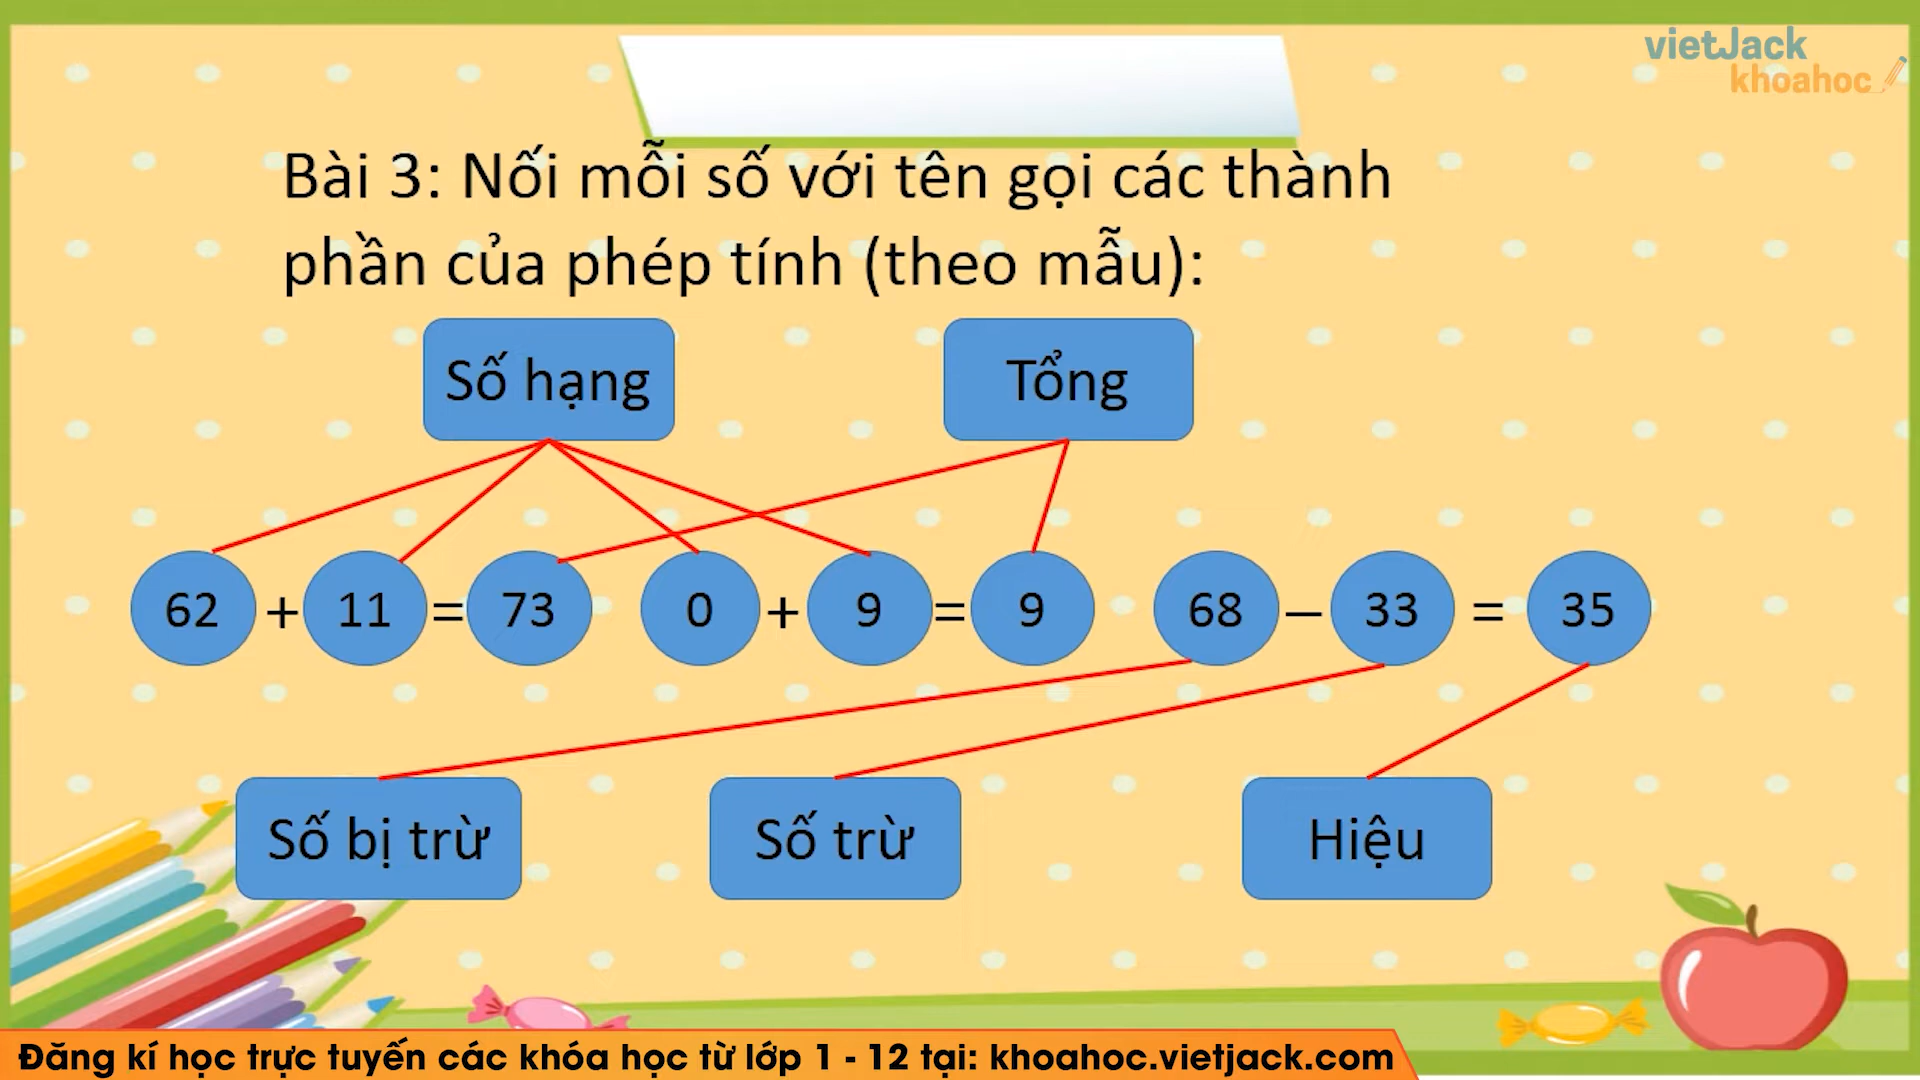 vietJack
khoahoc
Bài 3: Nối mỗi số với tên gọi các thành
phần của phép tính (theo mẫu):
Số hạng Tổng
62 + 11 = 73 0 + 9 = 9 68 – 33 = 35
Số bị trừ Số trừ Hiệu
Đăng kí học trực tuyến các khóa học từ lớp 1 - 12 tại: khoahoc.vietjack.com